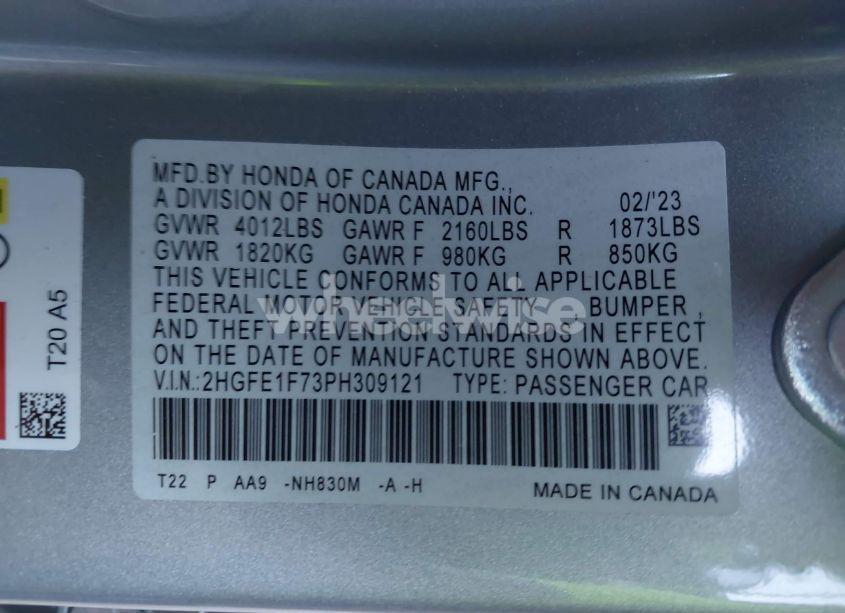 MFD.BY HONDA OF CANADA MFG.,
A DIVISION OF HONDA CANADA INC. 02/'23
GVWR 4012LBS GAWR F 2160LBS R 1873LBS
GVWR 1820KG GAWR F 980KG R 850KG
THIS VEHICLE CONFORMS TO ALL APPLICABLE
FEDERAL MOTOR VEHICLE SAFETY, BUMPER,
AND THEFT PREVENTION STANDARDS IN EFFECT
ON THE DATE OF MANUFACTURE SHOWN ABOVE.
V.I.N.:2HGFE1F73PH309121 TYPE: PASSENGER CAR
T22 P AA9 -NH830M -A -H MADE IN CANADA
T20 A5
wheelwise